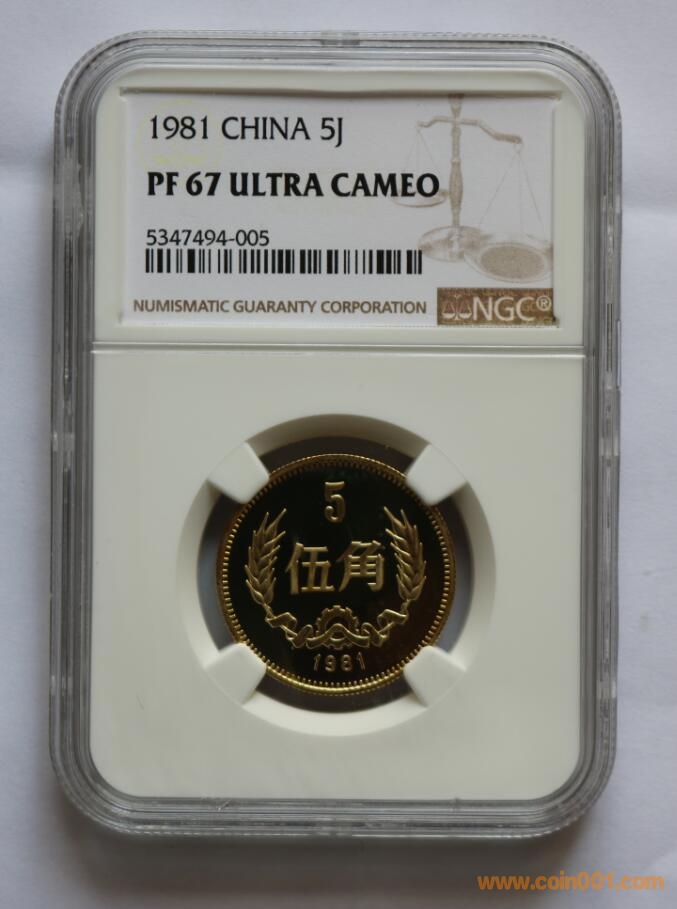 1981 CHINA 5J
PF 67 ULTRA CAMEO
5347494-005
NUMISMATIC GUARANTY CORPORATION
NGC®
5
伍角
1981
www.coin001.com